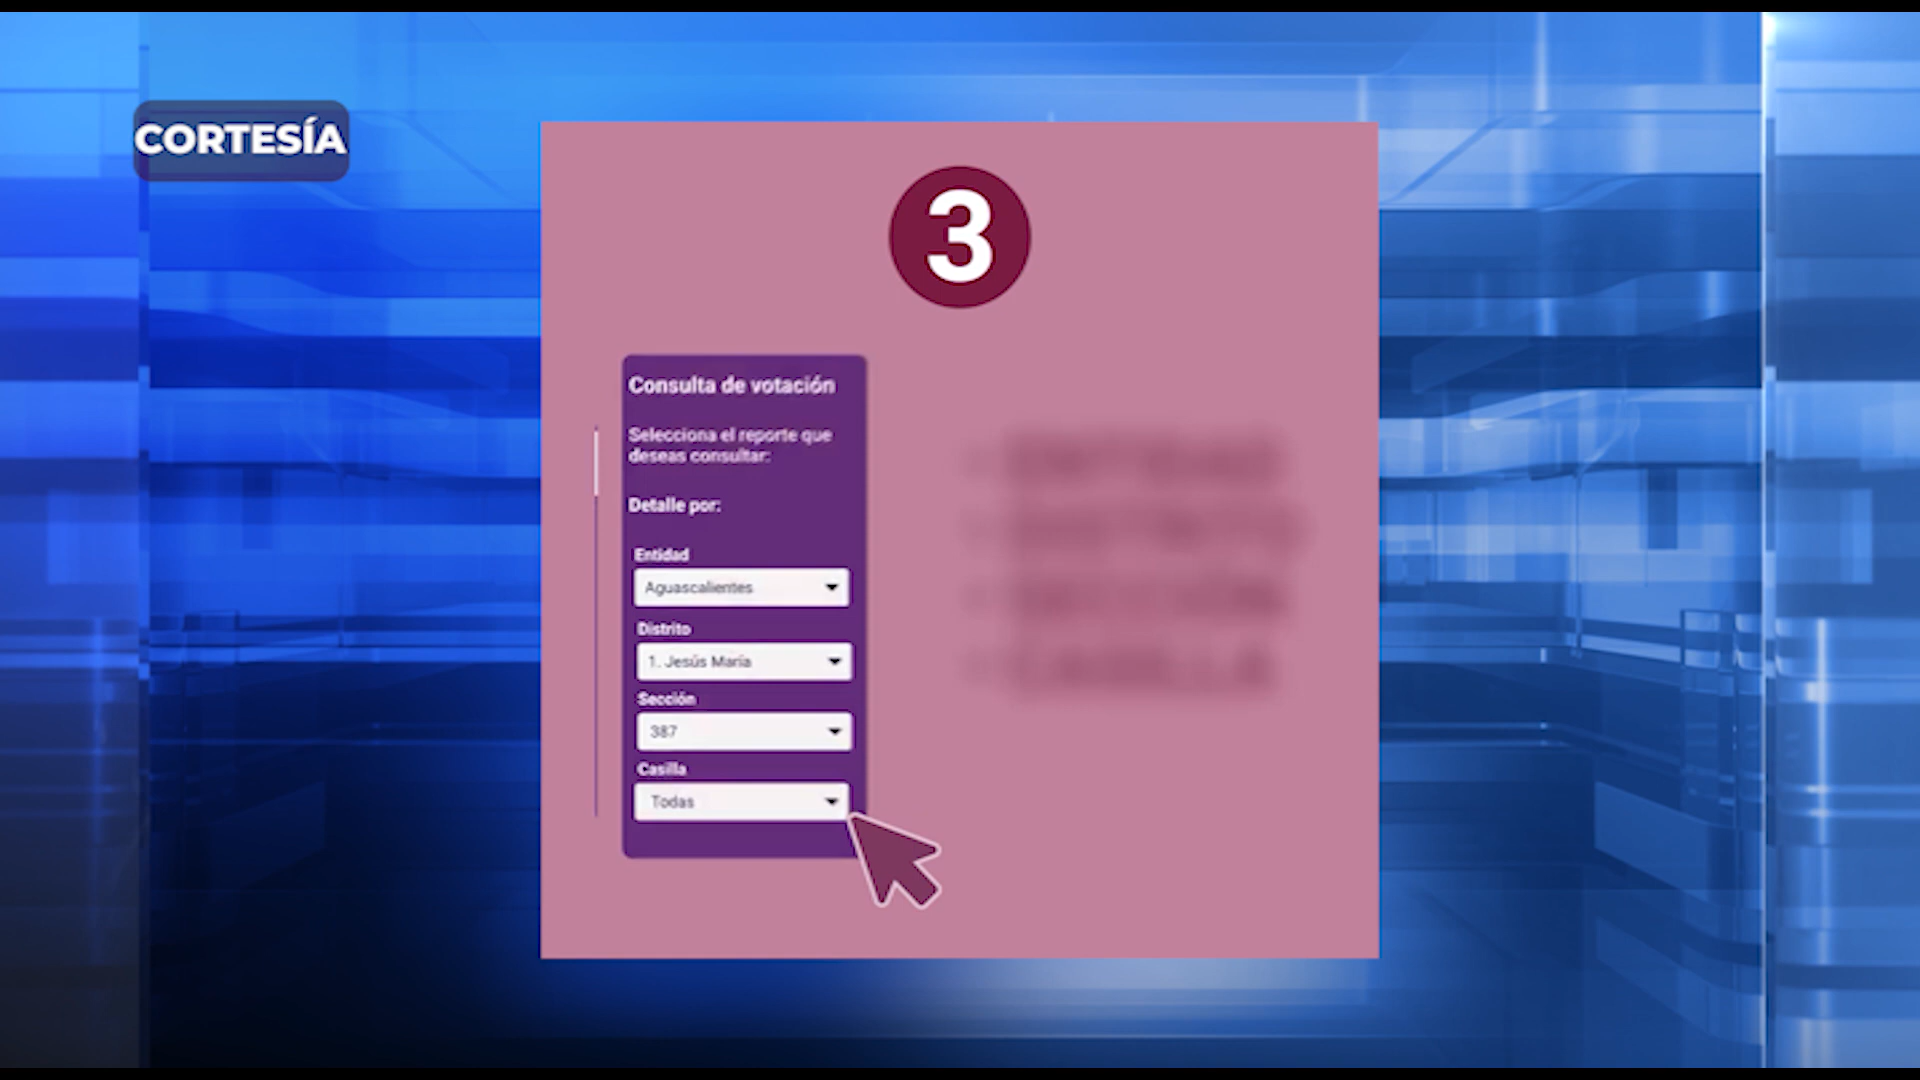 CORTESÍA
3
Consulta de votación
Selecciona el reporte que
deseas consultar:
Detalle por:
Entidad
Aguascalientes
Distrito
1. Jesús María
Sección
387
Casilla
Todas